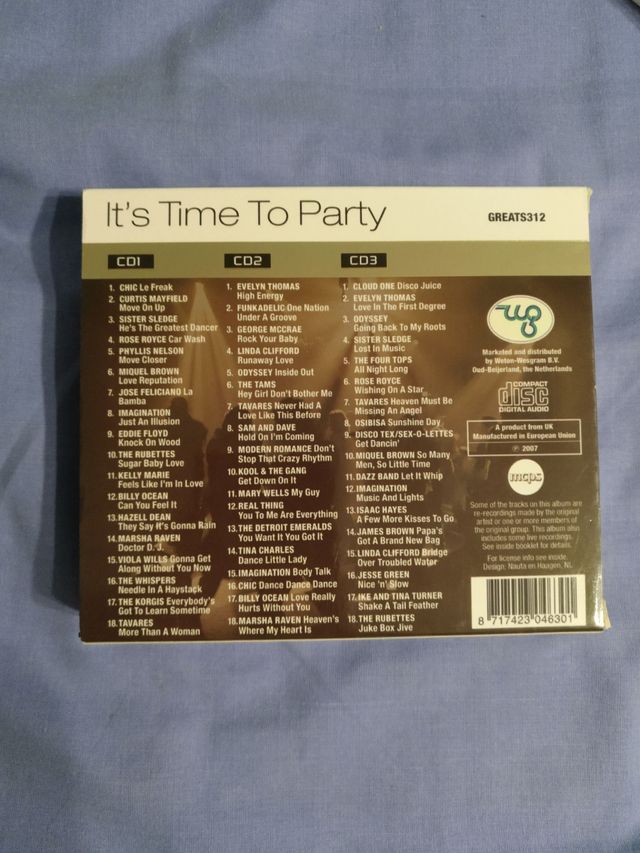 It's Time To Party
GREATS312
CD1
1. CHIC Le Freak
2. CURTIS MAYFIELD
Move On Up
3. SISTER SLEDGE
He's The Greatest Dancer
4. ROSE ROYCE Car Wash
5. PHYLLIS NELSON
Move Closer
6. MIQUEL BROWN
Love Reputation
7. JOSE FELICIANO La
Bamba
8. IMAGINATION
Just An Illusion
9. EDDIE FLOYD
Knock On Wood
10. THE RUBETTES
Sugar Baby Love
11. KELLY MARIE
Feels Like I'm In Love
12. BILLY OCEAN
Can You Feel It
13. HAZELL DEAN
They Say It's Gonna Rain
14. MARSHA RAVEN
Doctor D. J.
15. VIOLA WILLS Gonna Get
Along Without You Now
16. THE WHISPERS
Needle In A Haystack
17. THE KORGIS Everybody's
Got To Learn Sometime
18. TAVARES
More Than A Woman
CD2
1. EVELYN THOMAS
High Energy
2. FUNKADELIC One Nation
Under A Groove
3. GEORGE MCCRAE
Rock Your Baby
4. LINDA CLIFFORD
Runaway Love
5. ODYSSEY Inside Out
6. THE TAMS
Hey Girl Don't Bother Me
7. TAVARES Never Had A
Love Like This Before
8. SAM AND DAVE
Hold On I'm Coming
9. MODERN ROMANCE Don't
Stop That Crazy Rhythm
10. KOOL & THE GANG
Get Down On It
11. MARY WELLS My Guy
12. REAL THING
You To Me Are Everything
13. THE DETROIT EMERALDS
You Want It You Got It
14. TINA CHARLES
Dance Little Lady
15. IMAGINATION Body Talk
16. CHIC Dance Dance Dance
17. BILLY OCEAN Love Really
Hurts Without You
18. MARSHA RAVEN Heaven's
Where My Heart Is
CD3
1. CLOUD ONE Disco Juice
2. EVELYN THOMAS
Love In The First Degree
3. ODYSSEY
Going Back To My Roots
4. SISTER SLEDGE
Lost In Music
5. THE FOUR TOPS
All Night Long
6. ROSE ROYCE
Wishing On A Star
7. TAVARES Heaven Must Be
Missing An Angel
8. OSIBISA Sunshine Day
9. DISCO TEX/SEX-O-LETTES
Get Dancin'
10. MIQUEL BROWN So Many
Men, So Little Time
11. DAZZ BAND Let It Whip
12. IMAGINATION
Music And Lights
13. ISAAC HAYES
A Few More Kisses To Go
14. JAMES BROWN Papa's
Got A Brand New Bag
15. LINDA CLIFFORD Bridge
Over Troubled Water
16. JESSE GREEN
Nice 'n' Slow
17. IKE AND TINA TURNER
Shake A Tail Feather
18. THE RUBETTES
Juke Box Jive
wg
Marketed and distributed
by Weton-Wesgram B.V.
Oud-Beijerland, the Netherlands
COMPACT
disc
DIGITAL AUDIO
A product from UK
Manufactured in European Union
℗ 2007
mcps
Some of the tracks on this album are
re-recordings made by the original
artist or one or more members of
the original group. This album also
includes some live recordings.
See inside booklet for details.
For license info see inside.
Design: Nauta en Haagen, NL
8 717423 046301